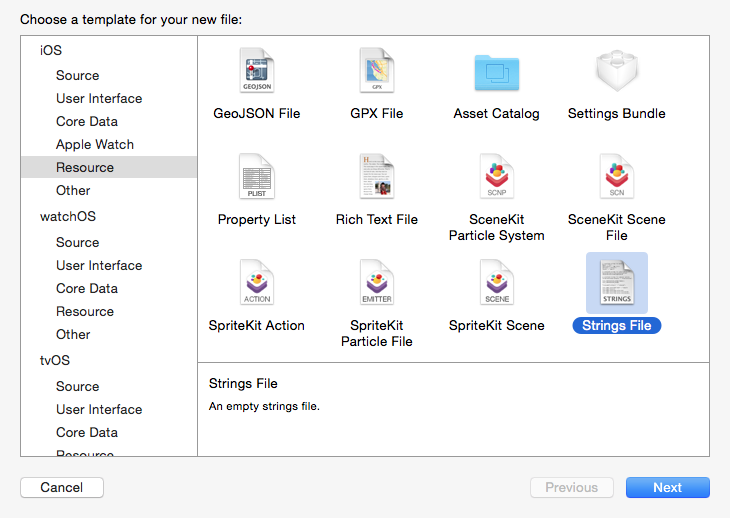 Choose a template for your new file:
iOS
Source
User Interface
Core Data
Apple Watch
Resource
Other
watchOS
Source
User Interface
Core Data
Resource
Other
tvOS
Source
User Interface
Core Data
Resource
GEOJSON
GPX
GeoJSON File
GPX File
Asset Catalog
Settings Bundle
PLIST
SCNP
SCN
Property List
Rich Text File
SceneKit
Particle System
SceneKit Scene
File
ACTION
EMITTER
SCENE
STRINGS
SpriteKit Action
SpriteKit
Particle File
SpriteKit Scene
Strings File
Strings File
An empty strings file.
Cancel
Previous
Next